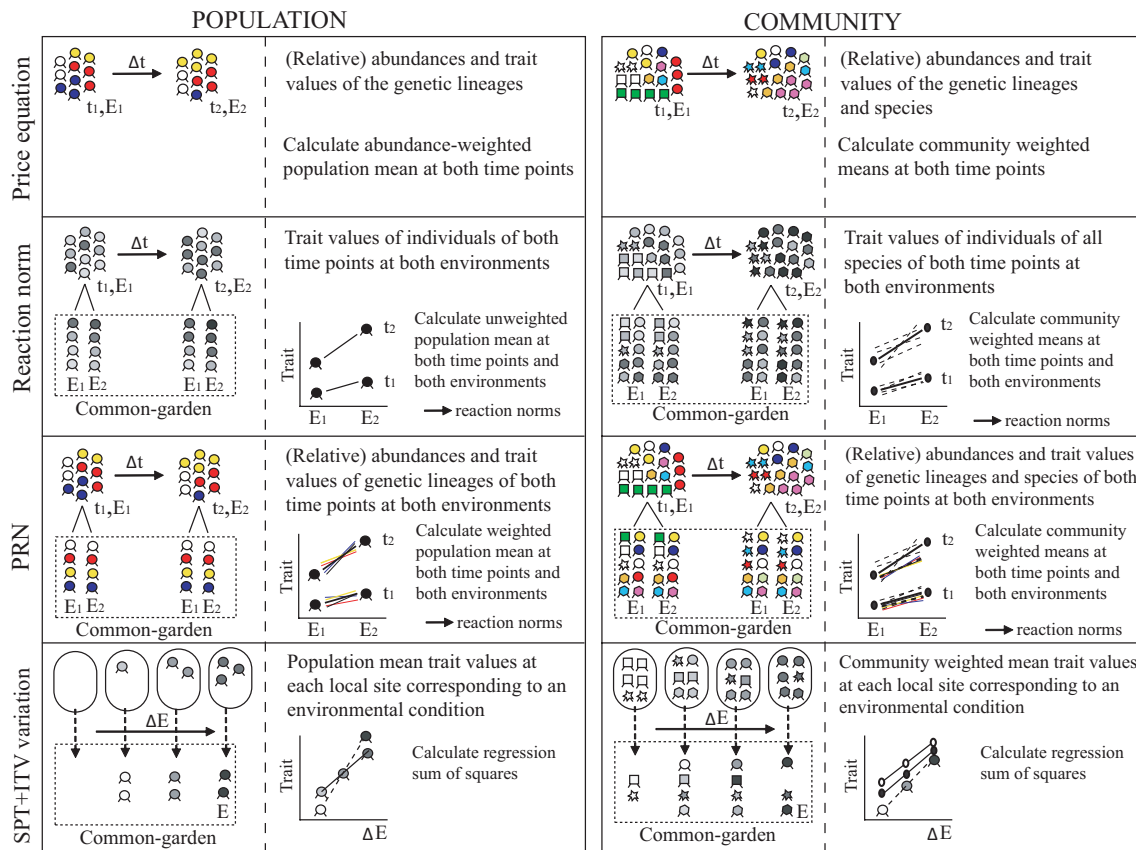 POPULATION
COMMUNITY
Price equation
Δt
t1,E1
t2,E2
(Relative) abundances and trait
values of the genetic lineages
Calculate abundance-weighted
population mean at both time points
Δt
t1,E1
t2,E2
(Relative) abundances and trait
values of the genetic lineages
and species
Calculate community weighted
means at both time points
Reaction norm
Δt
t1,E1
t2,E2
E1 E2
E1 E2
Common-garden
Trait values of individuals of both
time points at both environments
Trait
t2
t1
E1
E2
Calculate unweighted
population mean at
both time points and
both environments
reaction norms
Δt
t1,E1
t2,E2
E1 E2
E1 E2
Common-garden
Trait values of individuals of all
species of both time points at
both environments
Trait
t2
t1
E1
E2
Calculate community
weighted means at
both time points and
both environments
reaction norms
PRN
Δt
t1,E1
t2,E2
E1 E2
E1 E2
Common-garden
(Relative) abundances and trait
values of genetic lineages of both
time points at both environments
Trait
t2
t1
E1
E2
Calculate weighted
population mean at
both time points and
both environments
reaction norms
Δt
t1,E1
t2,E2
E1 E2
E1 E2
Common-garden
(Relative) abundances and trait values
of genetic lineages and species of both
time points at both environments
Trait
t2
t1
E1
E2
Calculate community
weighted means at
both time points and
both environments
reaction norms
SPT+ITV variation
ΔE
E
Common-garden
Population mean trait values at
each local site corresponding to an
environmental condition
Trait
ΔE
Calculate regression
sum of squares
ΔE
E
Common-garden
Community weighted mean trait values
at each local site corresponding to an
environmental condition
Trait
ΔE
Calculate regression
sum of squares